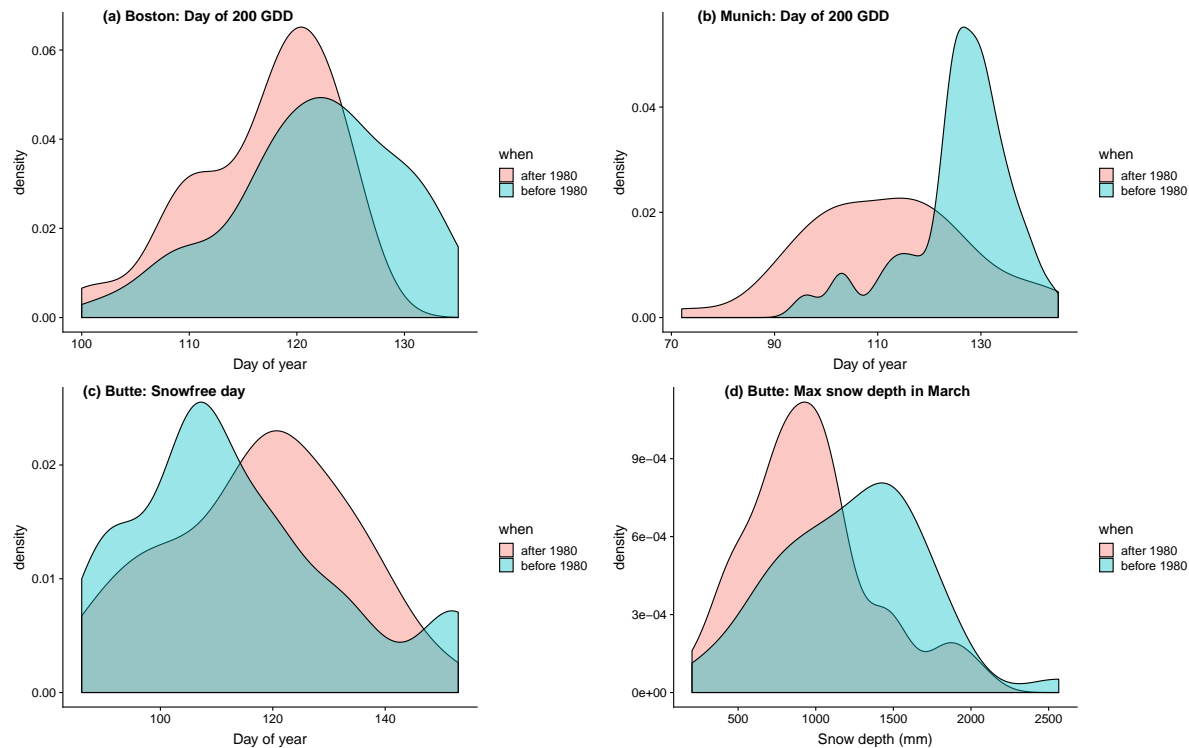 (a) Boston: Day of 200 GDD
0.06
0.04
0.02
0.00
density
100 110 120 130
Day of year
when
after 1980
before 1980
(b) Munich: Day of 200 GDD
0.04
0.02
0.00
density
70 90 110 130
Day of year
when
after 1980
before 1980
(c) Butte: Snowfree day
0.02
0.01
0.00
density
100 120 140
Day of year
when
after 1980
before 1980
(d) Butte: Max snow depth in March
9e−04
6e−04
3e−04
0e+00
density
500 1000 1500 2000 2500
Snow depth (mm)
when
after 1980
before 1980